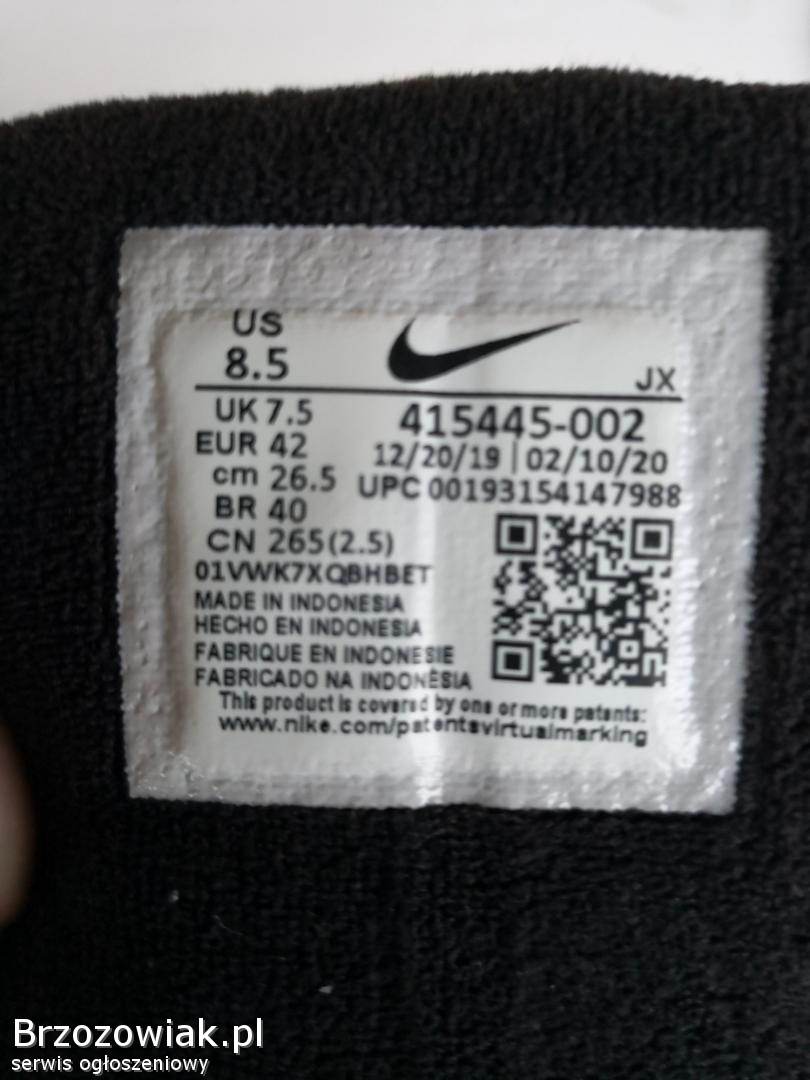 US
8.5
JX
UK 7.5
415445-002
EUR 42
12/20/19 | 02/10/20
cm 26.5
UPC 00193154147988
BR 40
CN 265(2.5)
01VWK7XQBHBET
MADE IN INDONESIA
HECHO EN INDONESIA
FABRIQUE EN INDONESIE
FABRICADO NA INDONÉSIA
This product is covered by one or more patents:
www.nike.com/patentsvirtualmarking
Brzozowiak.pl
serwis ogłoszeniowy